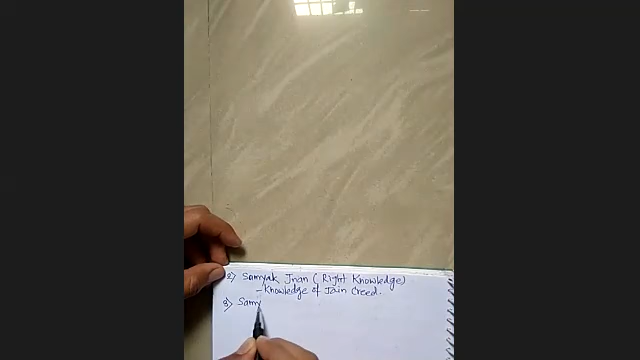 2) Samyak Jnan (Right Knowledge)
- Knowledge of Jain Creed.
3) Samy